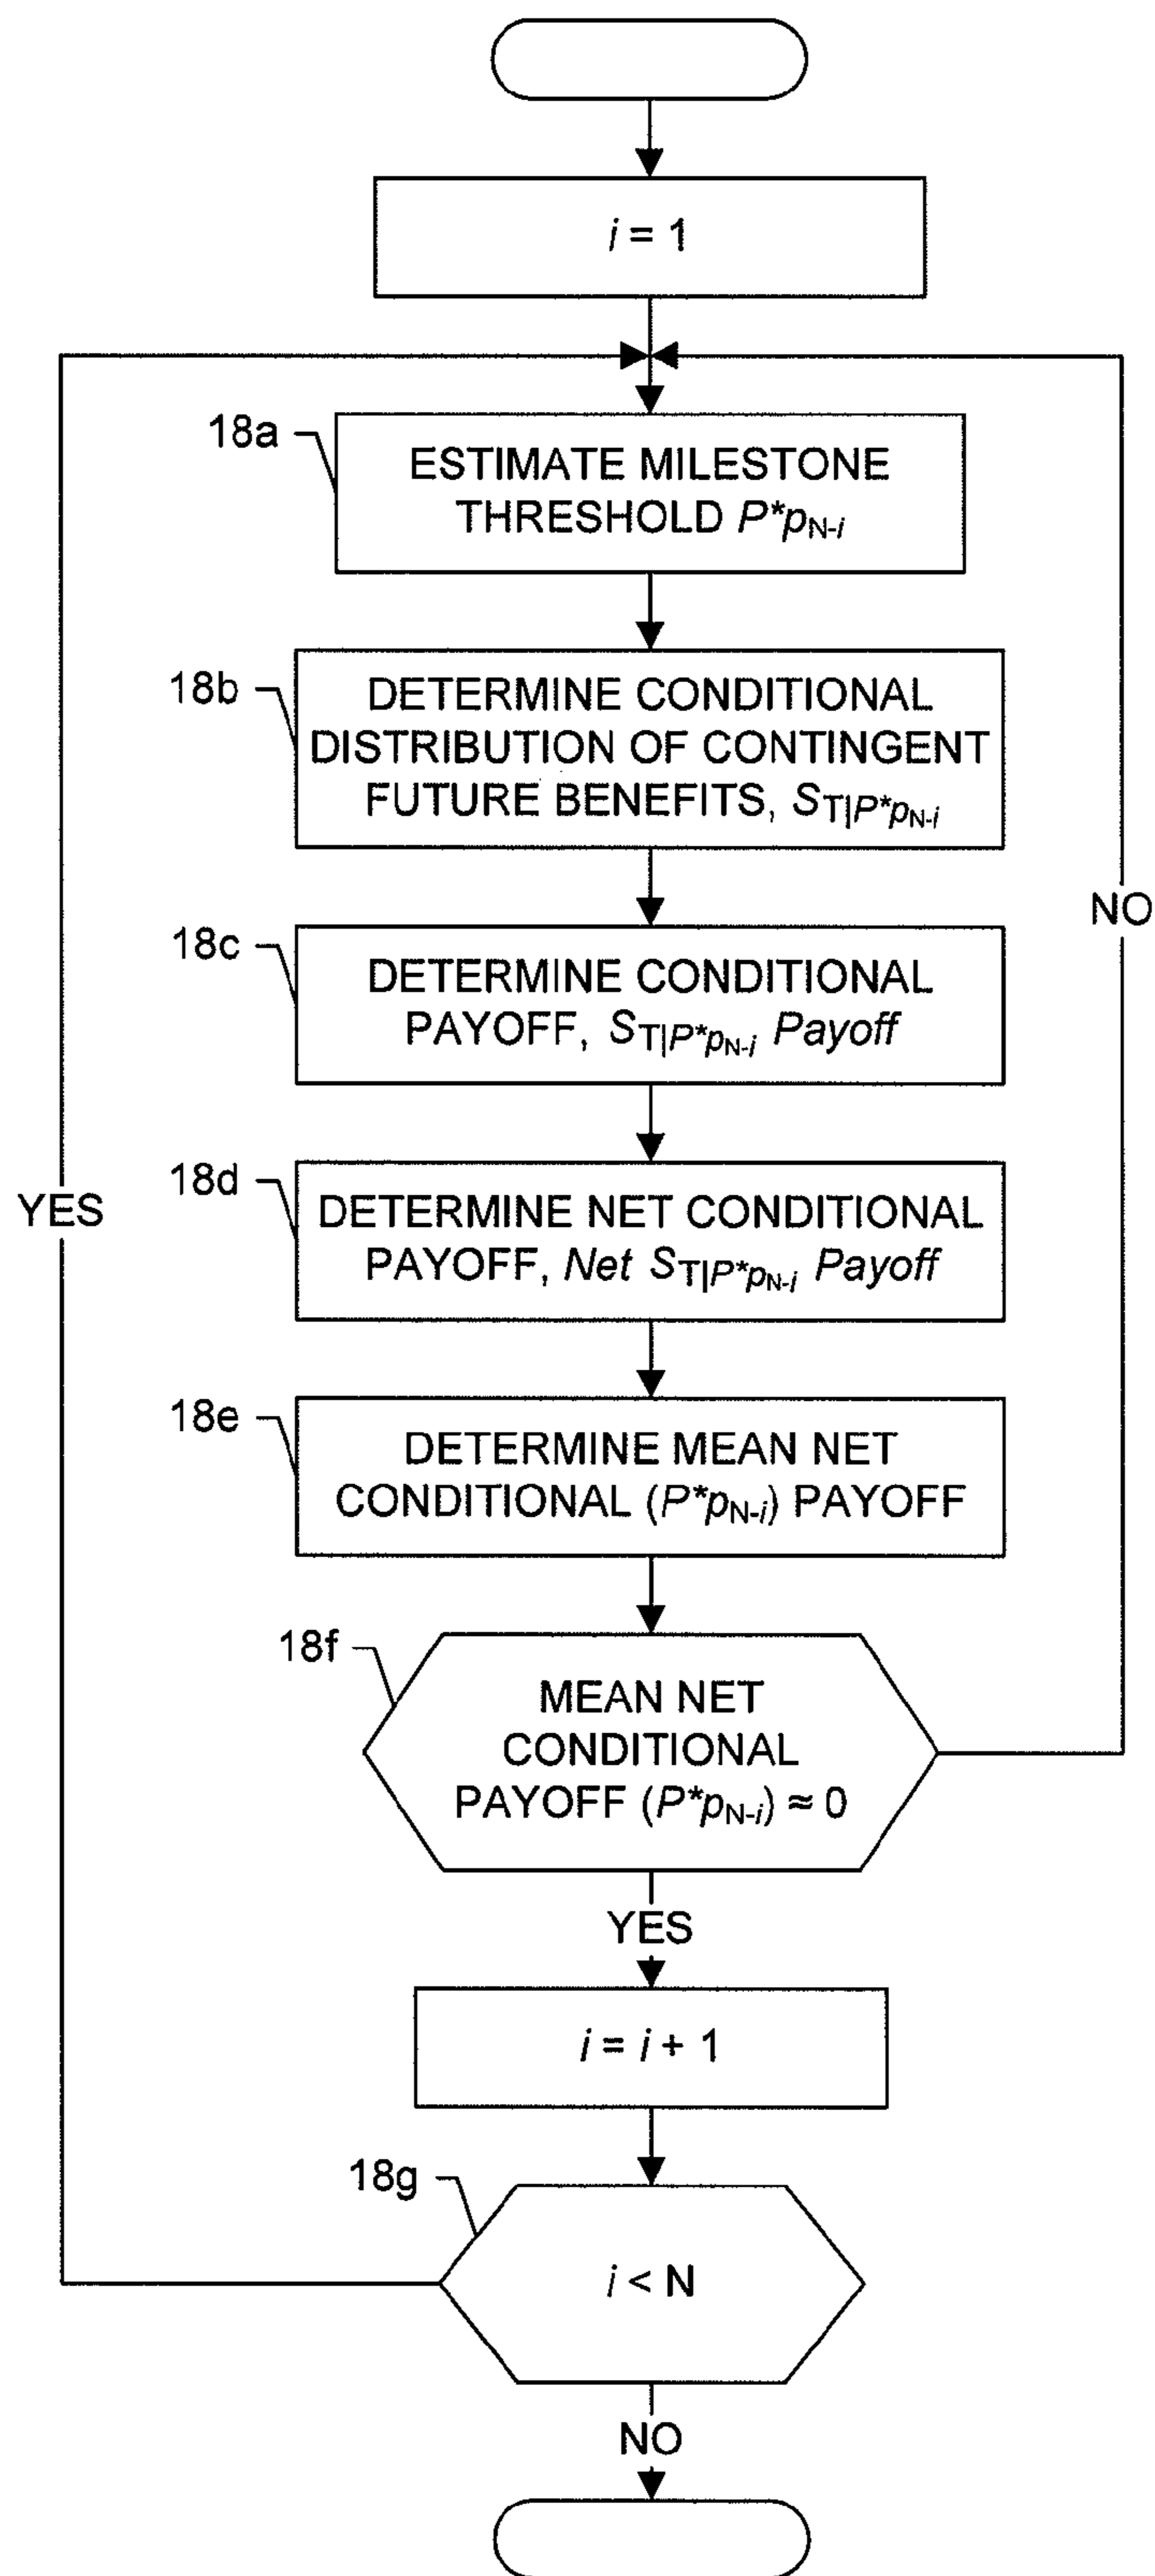 i = 1
18a
ESTIMATE MILESTONE
THRESHOLD P*pN-i
18b
DETERMINE CONDITIONAL
DISTRIBUTION OF CONTINGENT
FUTURE BENEFITS, ST|P*pN-i
NO
18c
DETERMINE CONDITIONAL
PAYOFF, ST|P*pN-i Payoff
18d
DETERMINE NET CONDITIONAL
PAYOFF, Net ST|P*pN-i Payoff
YES
18e
DETERMINE MEAN NET
CONDITIONAL (P*pN-i) PAYOFF
18f
MEAN NET
CONDITIONAL
PAYOFF (P*pN-i) ≈ 0
YES
i = i + 1
18g
i < N
NO